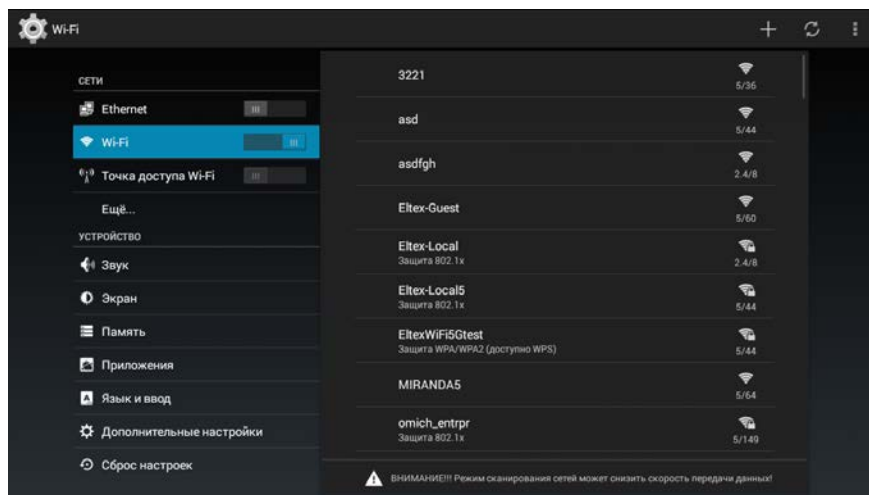 Wi-Fi
СЕТИ
Ethernet
Wi-Fi
Точка доступа Wi-Fi
Ещё...
УСТРОЙСТВО
Звук
Экран
Память
Приложения
Язык и ввод
Дополнительные настройки
Сброс настроек
3221
5/36
asd
5/44
asdfgh
2.4/8
Eltex-Guest
5/60
Eltex-Local
Защита 802.1x
2.4/8
Eltex-Local5
Защита 802.1x
5/44
EltexWiFi5Gtest
Защита WPA/WPA2 (доступно WPS)
5/44
MIRANDA5
5/64
omich_entrpr
Защита 802.1x
5/149
ВНИМАНИЕ!!! Режим сканирования сетей может снизить скорость передачи данных!